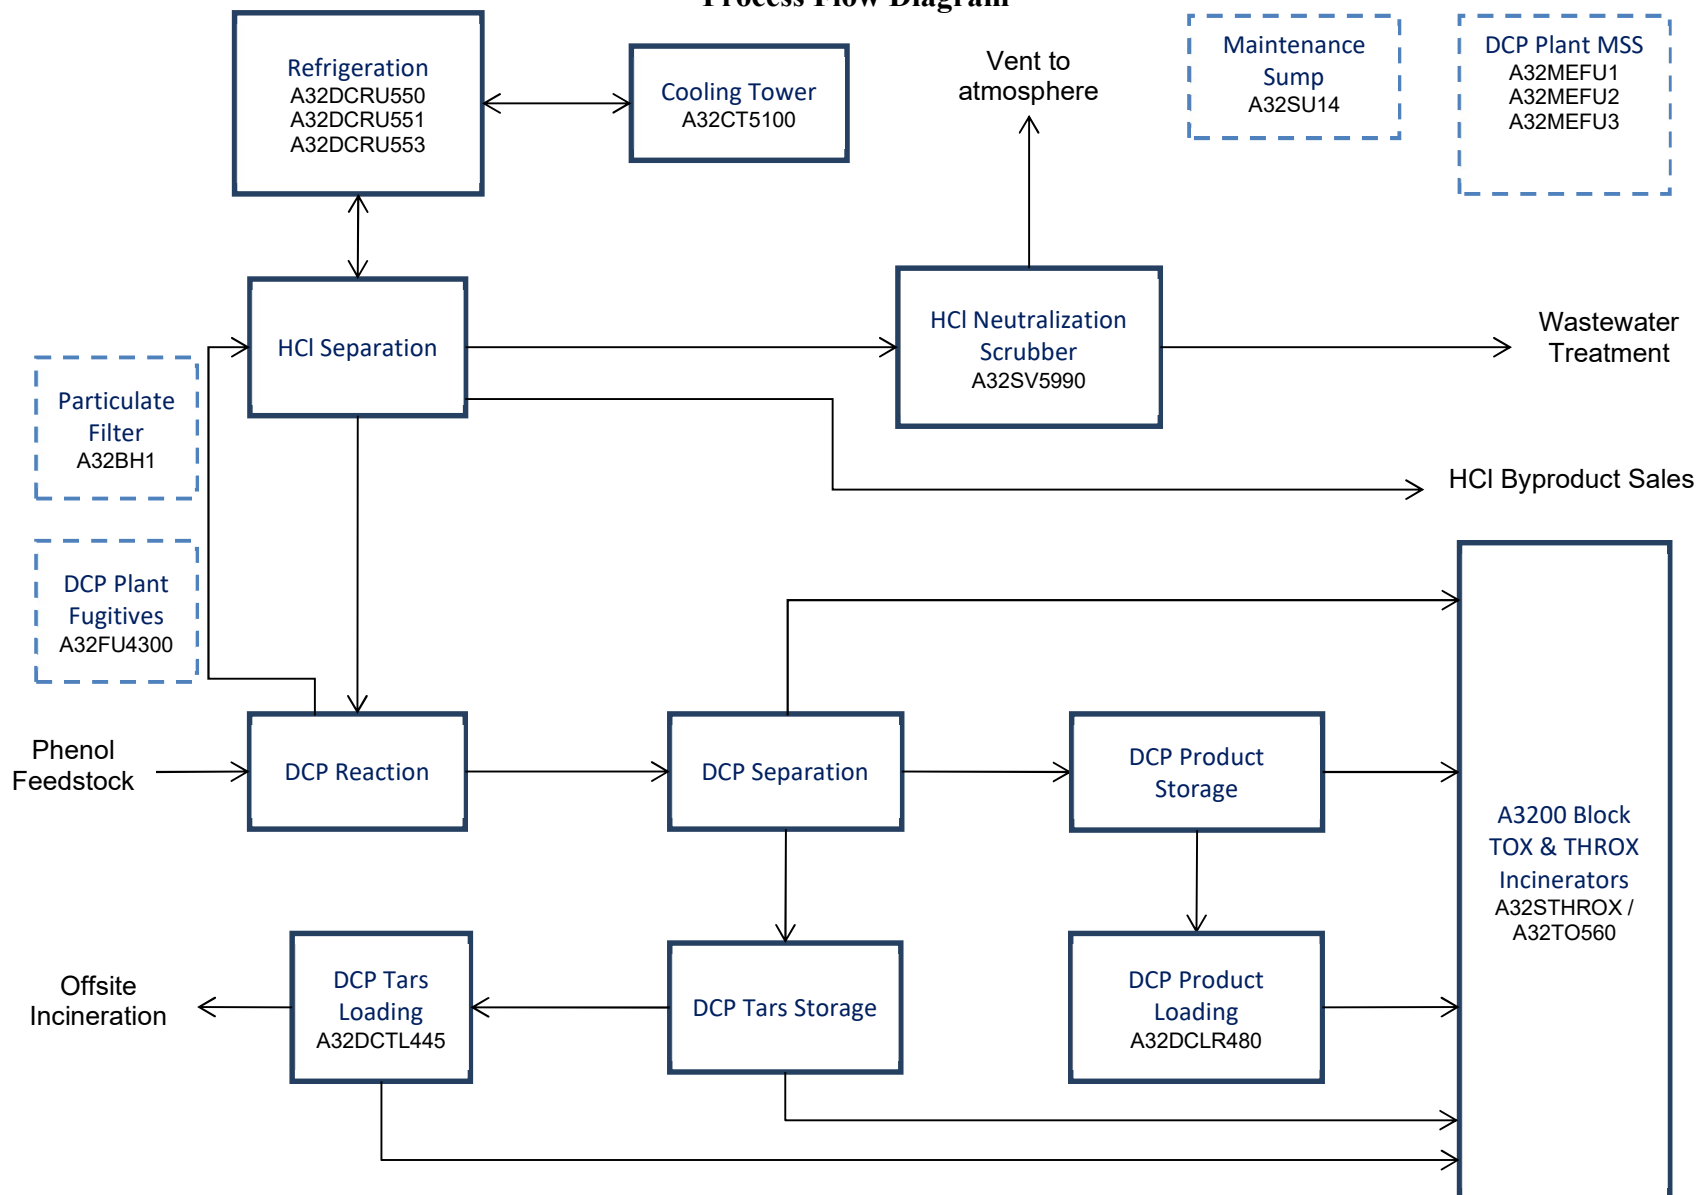 Process Flow Diagram
Refrigeration
A32DCRU550
A32DCRU551
A32DCRU553
Cooling Tower
A32CT5100
Vent to
atmosphere
Maintenance
Sump
A32SU14
DCP Plant MSS
A32MEFU1
A32MEFU2
A32MEFU3
HCl Separation
HCl Neutralization
Scrubber
A32SV5990
Wastewater
Treatment
Particulate
Filter
A32BH1
HCl Byproduct Sales
DCP Plant
Fugitives
A32FU4300
Phenol
Feedstock
DCP Reaction
DCP Separation
DCP Product
Storage
A3200 Block
TOX & THROX
Incinerators
A32STHROX /
A32TO560
Offsite
Incineration
DCP Tars
Loading
A32DCTL445
DCP Tars Storage
DCP Product
Loading
A32DCLR480